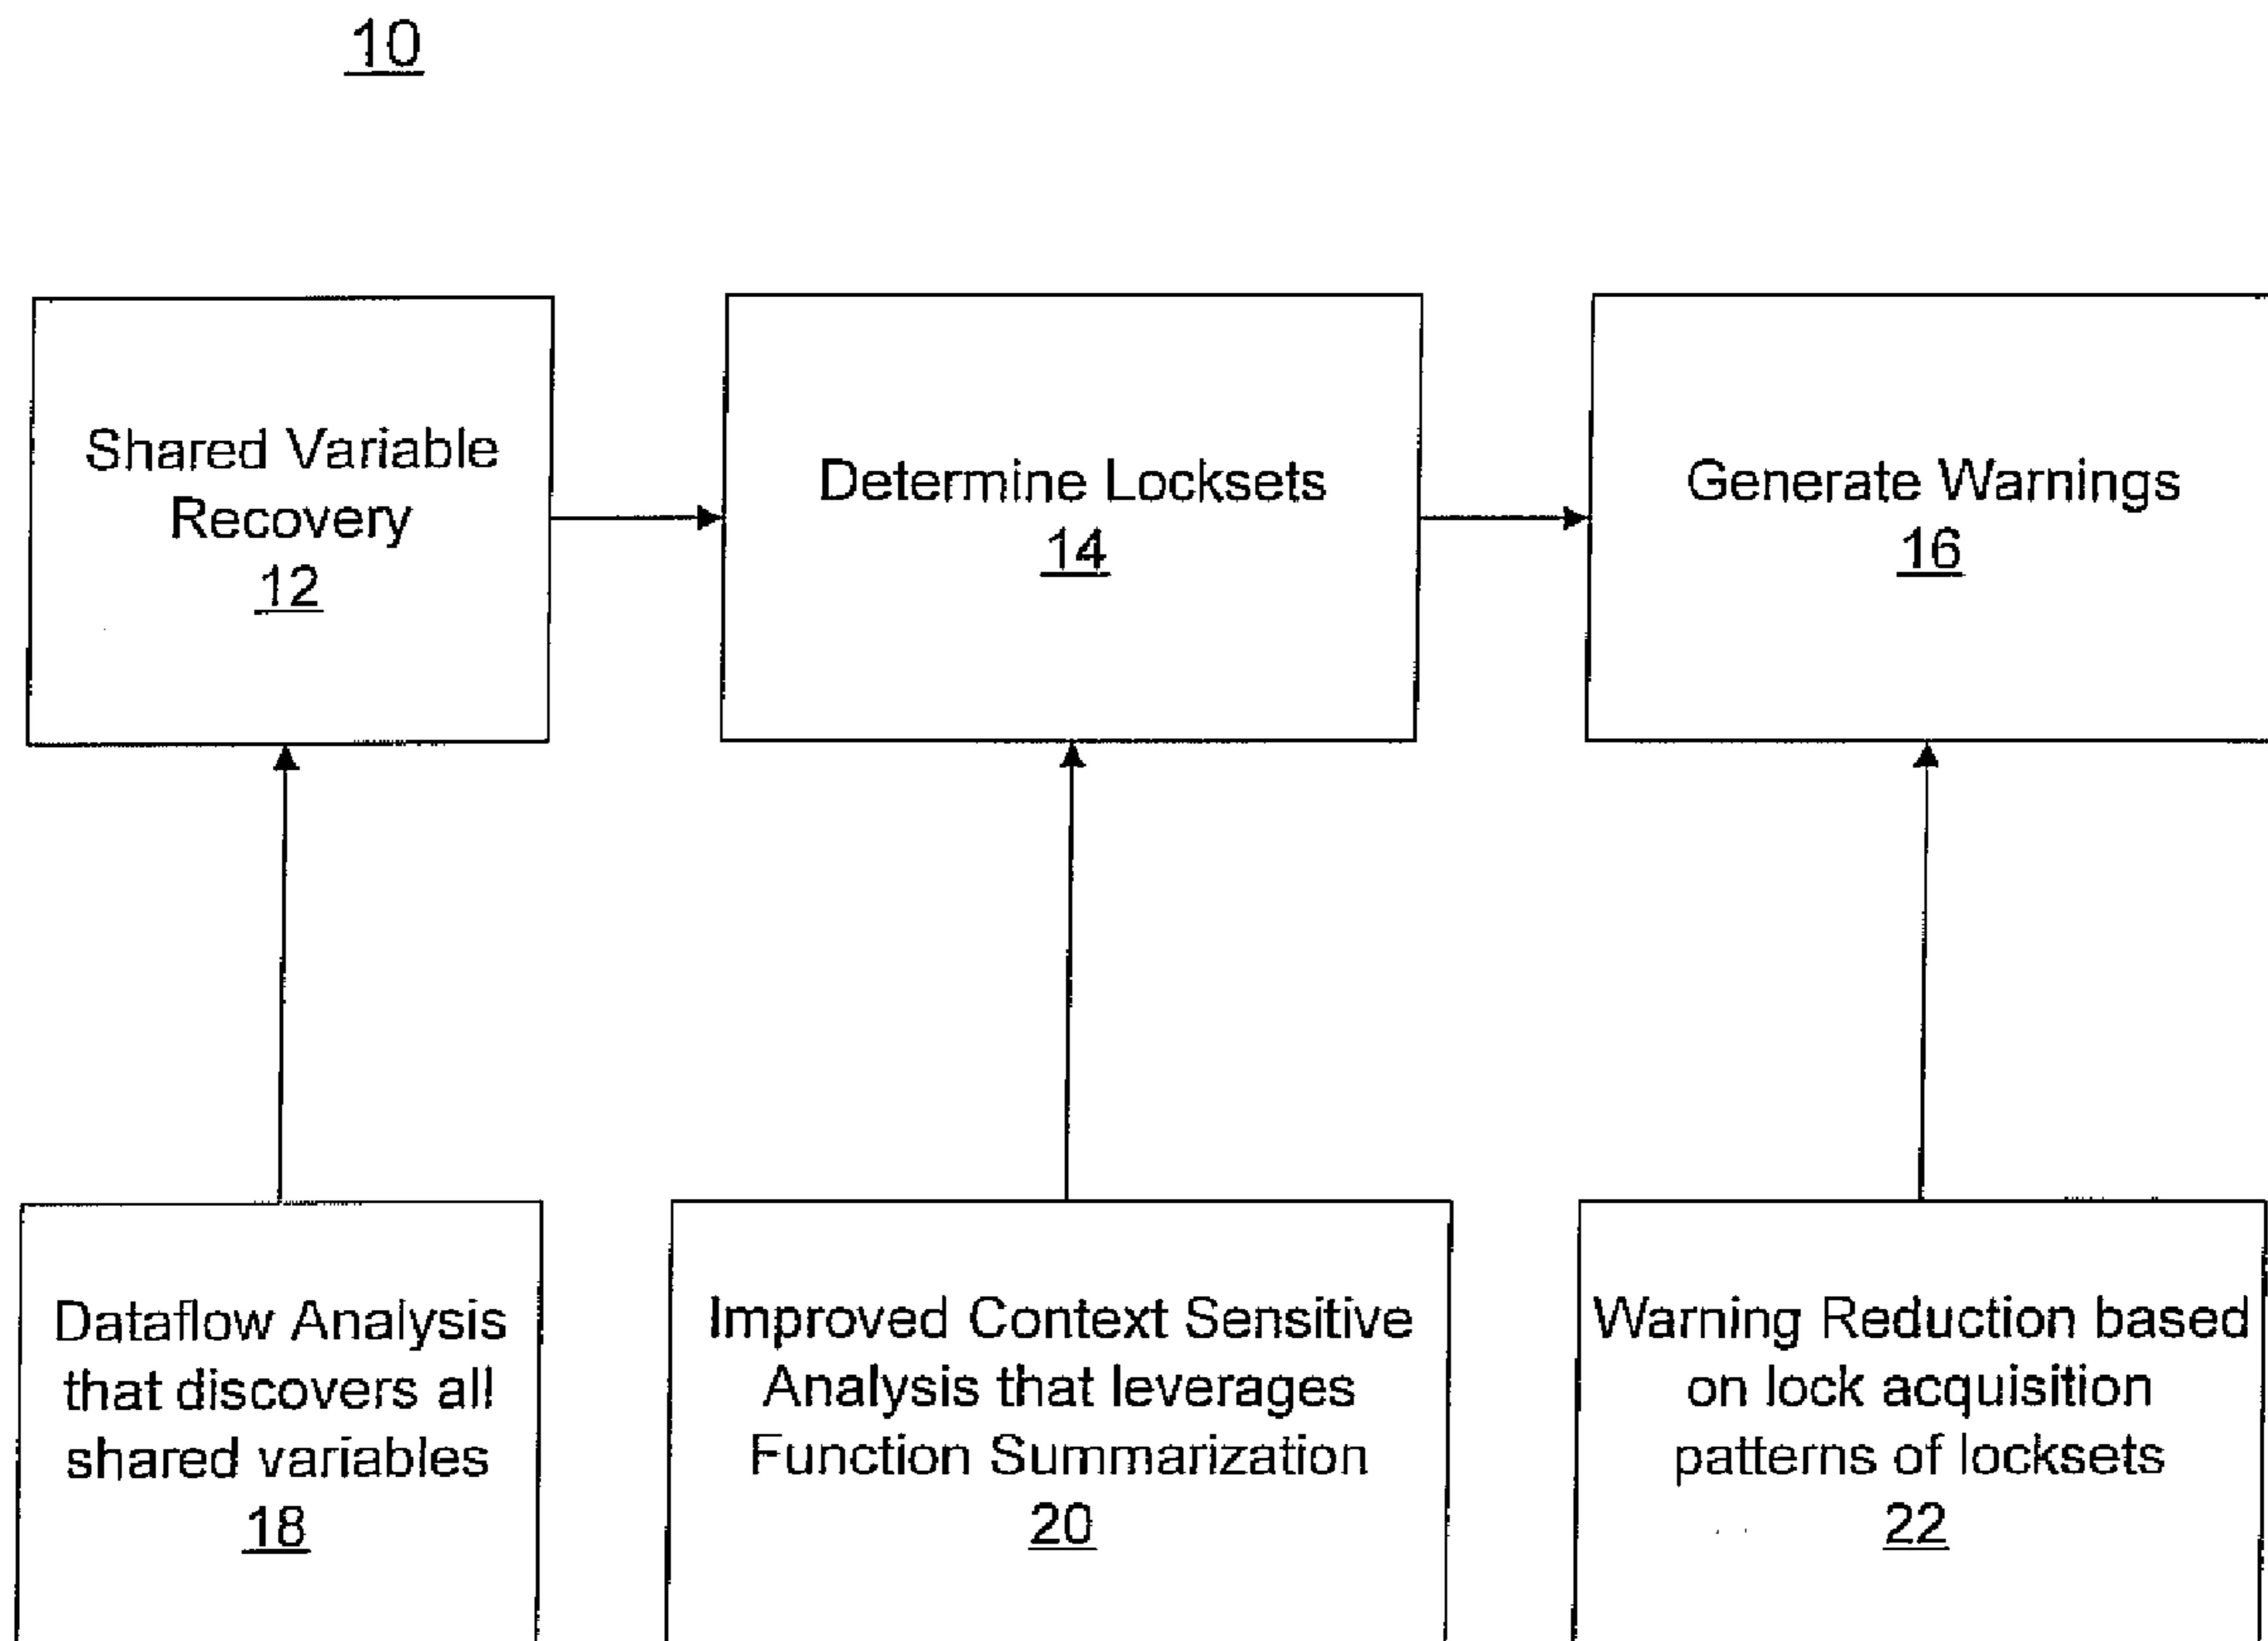 10
Shared Variable
Recovery
12
Determine Locksets
14
Generate Warnings
16
Dataflow Analysis
that discovers all
shared variables
18
Improved Context Sensitive
Analysis that leverages
Function Summarization
20
Warning Reduction based
on lock acquisition
patterns of locksets
22